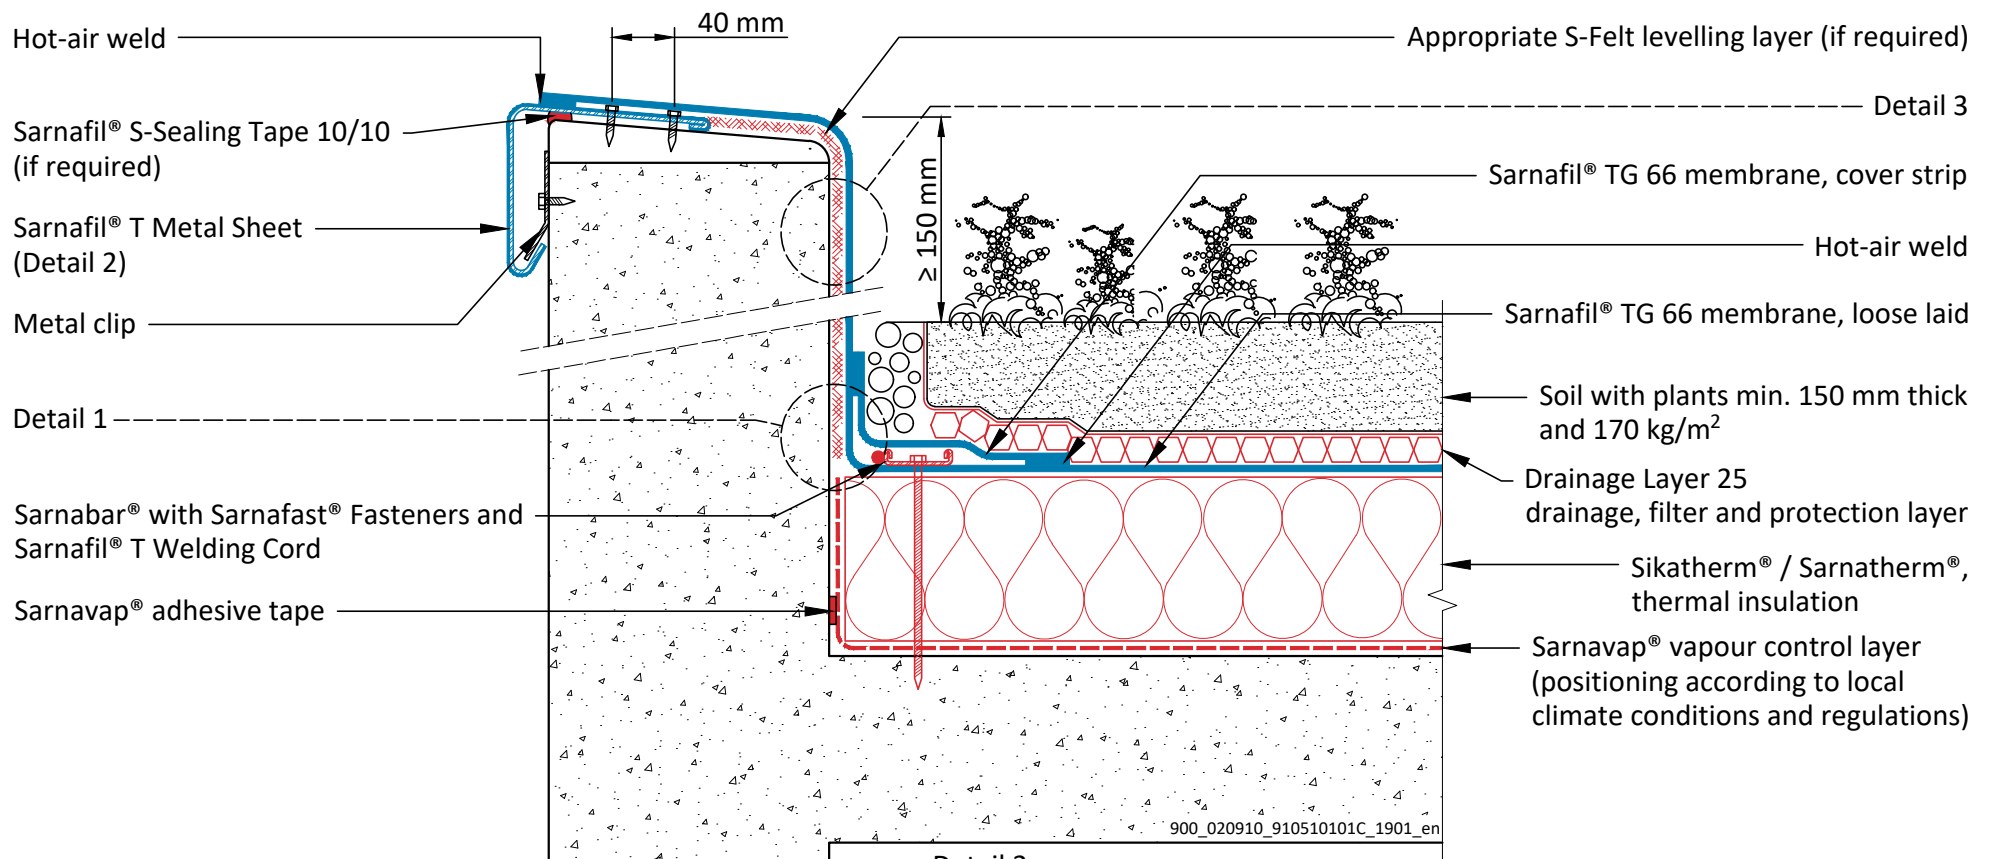 Hot-air weld
40 mm
Appropriate S-Felt levelling layer (if required)
Detail 3
Sarnafil® S-Sealing Tape 10/10
(if required)
Sarnafil® TG 66 membrane, cover strip
≥ 150 mm
Sarnafil® T Metal Sheet
(Detail 2)
Hot-air weld
Metal clip
Sarnafil® TG 66 membrane, loose laid
Detail 1
Soil with plants min. 150 mm thick
and 170 kg/m²
Drainage Layer 25
drainage, filter and protection layer
Sarnabar® with Sarnafast® Fasteners and
Sarnafil® T Welding Cord
Sikatherm® / Sarnatherm®,
thermal insulation
Sarnavap® adhesive tape
Sarnavap® vapour control layer
(positioning according to local
climate conditions and regulations)
900_020910_910510101C_1901_en